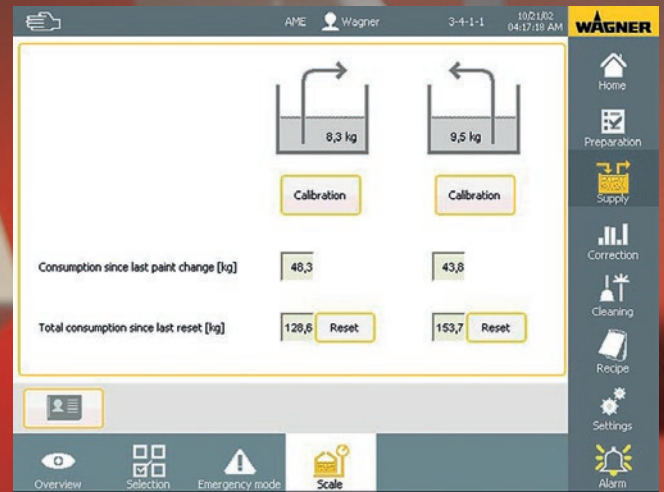 AME Wagner 3-4-1-1 10/21/02
04:17:18 AM
WAGNER
Home
8,3 kg 9,5 kg
Preparation
Calibration Calibration
Supply
Correction
Consumption since last paint change [kg] 48,3 43,8
Cleaning
Total consumption since last reset [kg] 128,6 Reset 153,7 Reset
Recipe
Settings
Overview Selection Emergency mode Scale Alarm